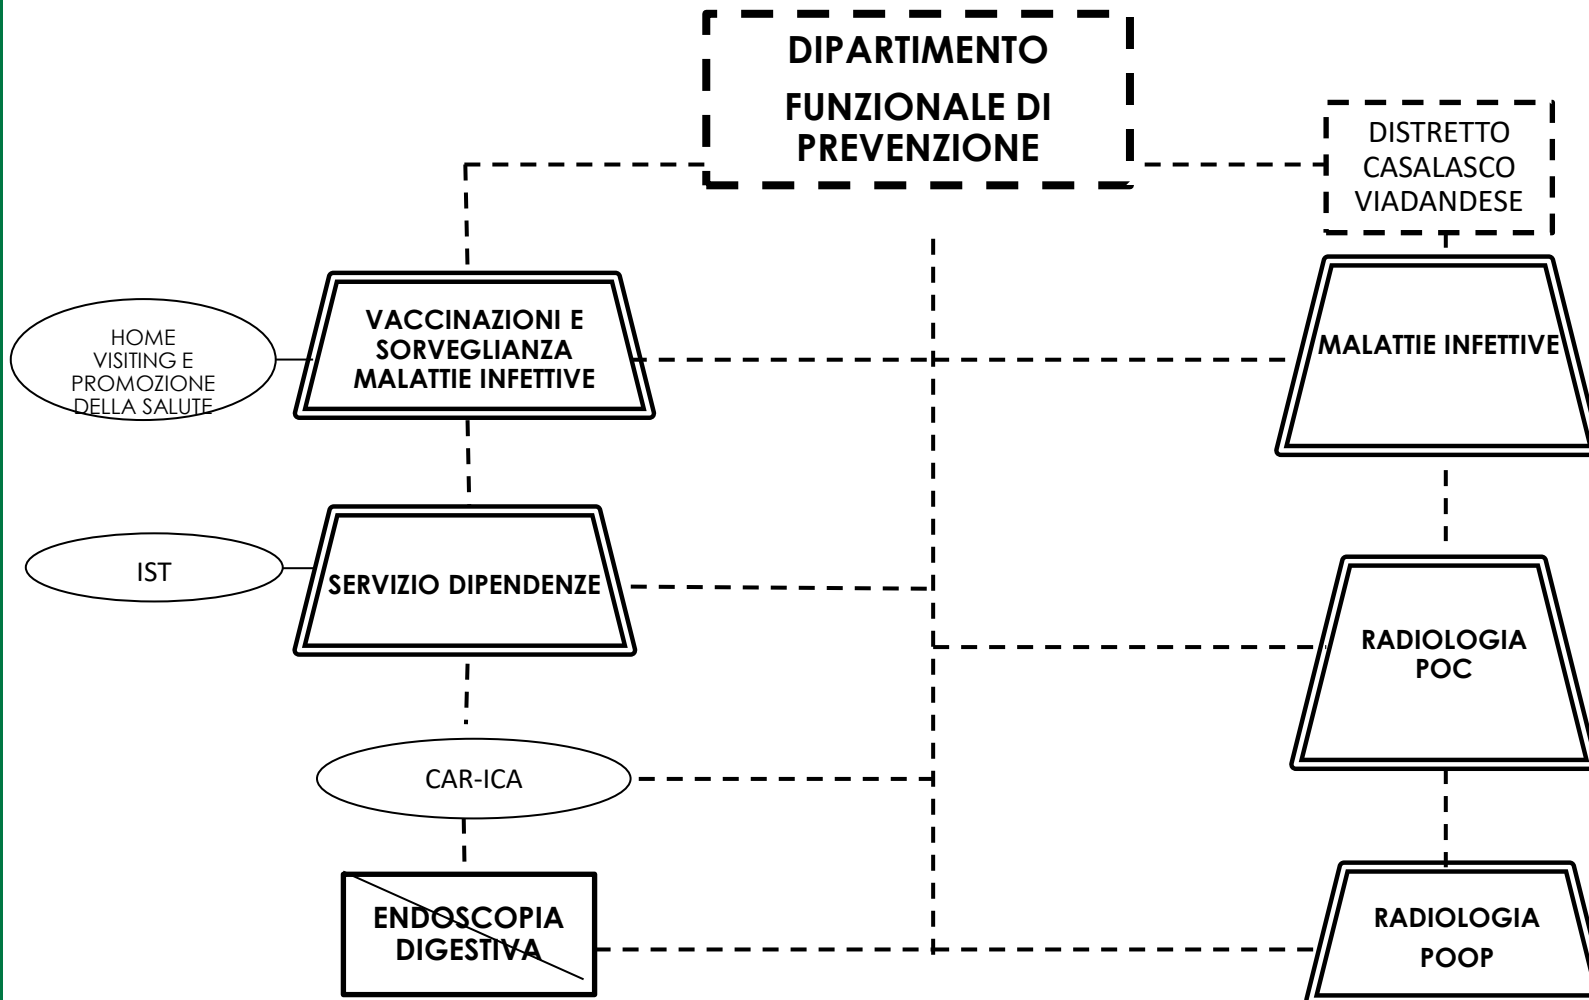 DIPARTIMENTO
FUNZIONALE DI
PREVENZIONE
DISTRETTO
CASALASCO
VIADANDESE
HOME
VISITING E
PROMOZIONE
DELLA SALUTE
VACCINAZIONI E
SORVEGLIANZA
MALATTIE INFETTIVE
MALATTIE INFETTIVE
IST
SERVIZIO DIPENDENZE
RADIOLOGIA
POC
CAR-ICA
ENDOSCOPIA
DIGESTIVA
RADIOLOGIA
POOP